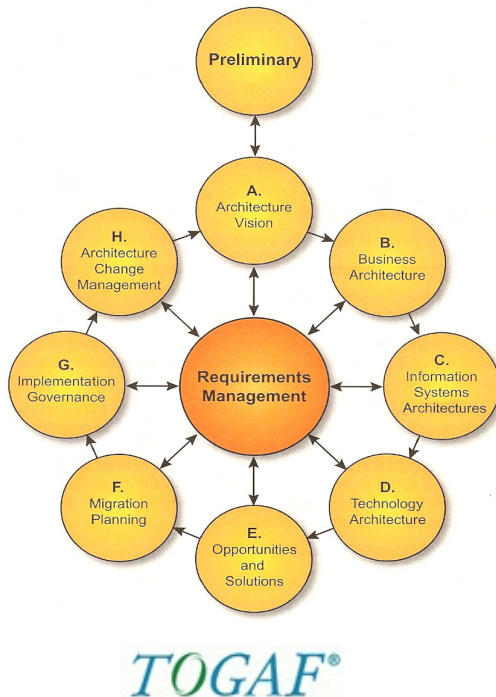 Preliminary
A.
Architecture
Vision
B.
Business
Architecture
C.
Information
Systems
Architectures
D.
Technology
Architecture
E.
Opportunities
and
Solutions
F.
Migration
Planning
G.
Implementation
Governance
H.
Architecture
Change
Management
Requirements
Management
TOGAF®